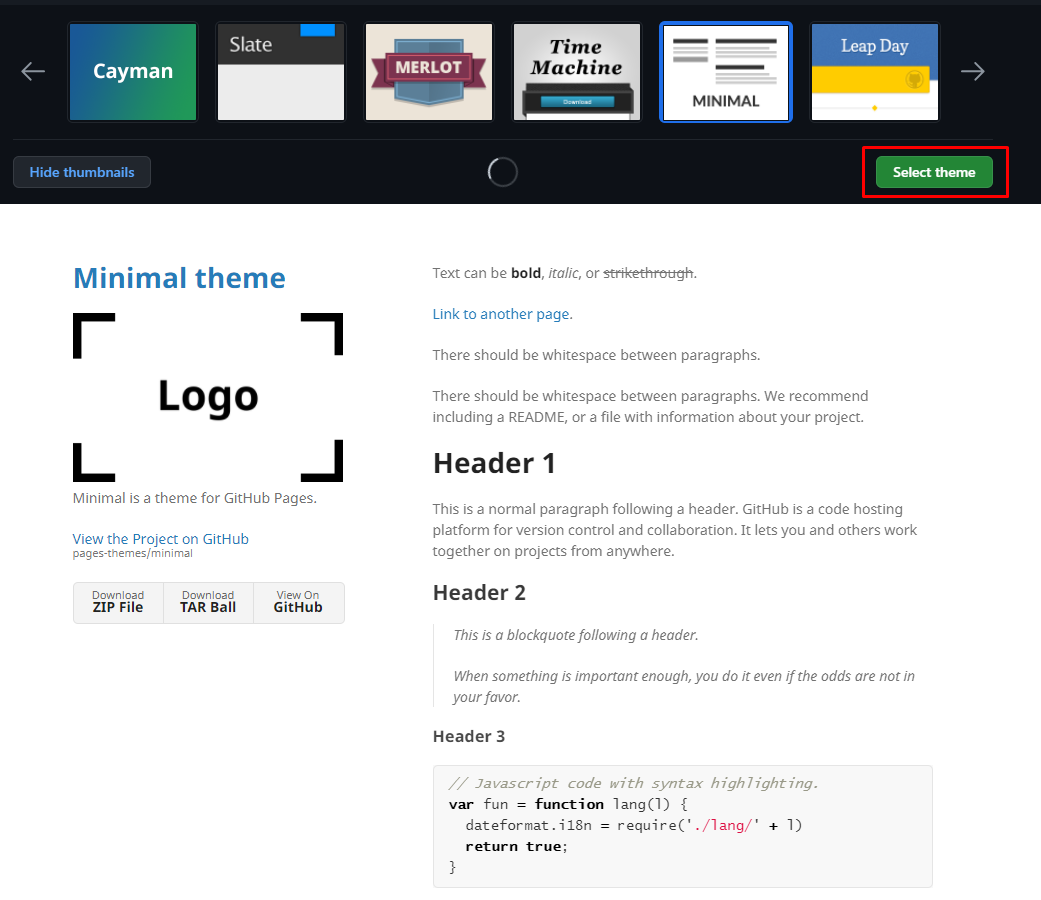 Cayman
Slate
MERLOT
Time
Machine
Download
MINIMAL
Leap Day
Hide thumbnails
Select theme
Minimal theme
Logo
Minimal is a theme for GitHub Pages.
View the Project on GitHub
pages-themes/minimal
Download
ZIP File
Download
TAR Ball
View On
GitHub
Text can be bold, italic, or strikethrough.
Link to another page.
There should be whitespace between paragraphs.
There should be whitespace between paragraphs. We recommend
including a README, or a file with information about your project.
Header 1
This is a normal paragraph following a header. GitHub is a code hosting
platform for version control and collaboration. It lets you and others work
together on projects from anywhere.
Header 2
This is a blockquote following a header.
When something is important enough, you do it even if the odds are not in
your favor.
Header 3
// Javascript code with syntax highlighting.
var fun = function lang(l) {
  dateformat.i18n = require('./lang/' + l)
  return true;
}